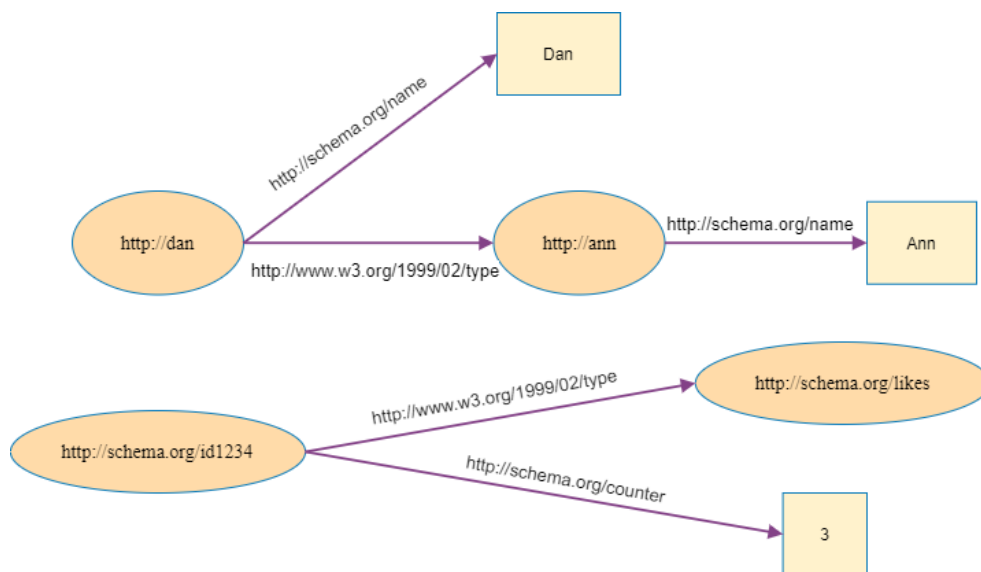 Dan
http://schema.org/name
http://dan
http://www.w3.org/1999/02/type
http://ann
http://schema.org/name
Ann
http://schema.org/id1234
http://www.w3.org/1999/02/type
http://schema.org/likes
http://schema.org/counter
3